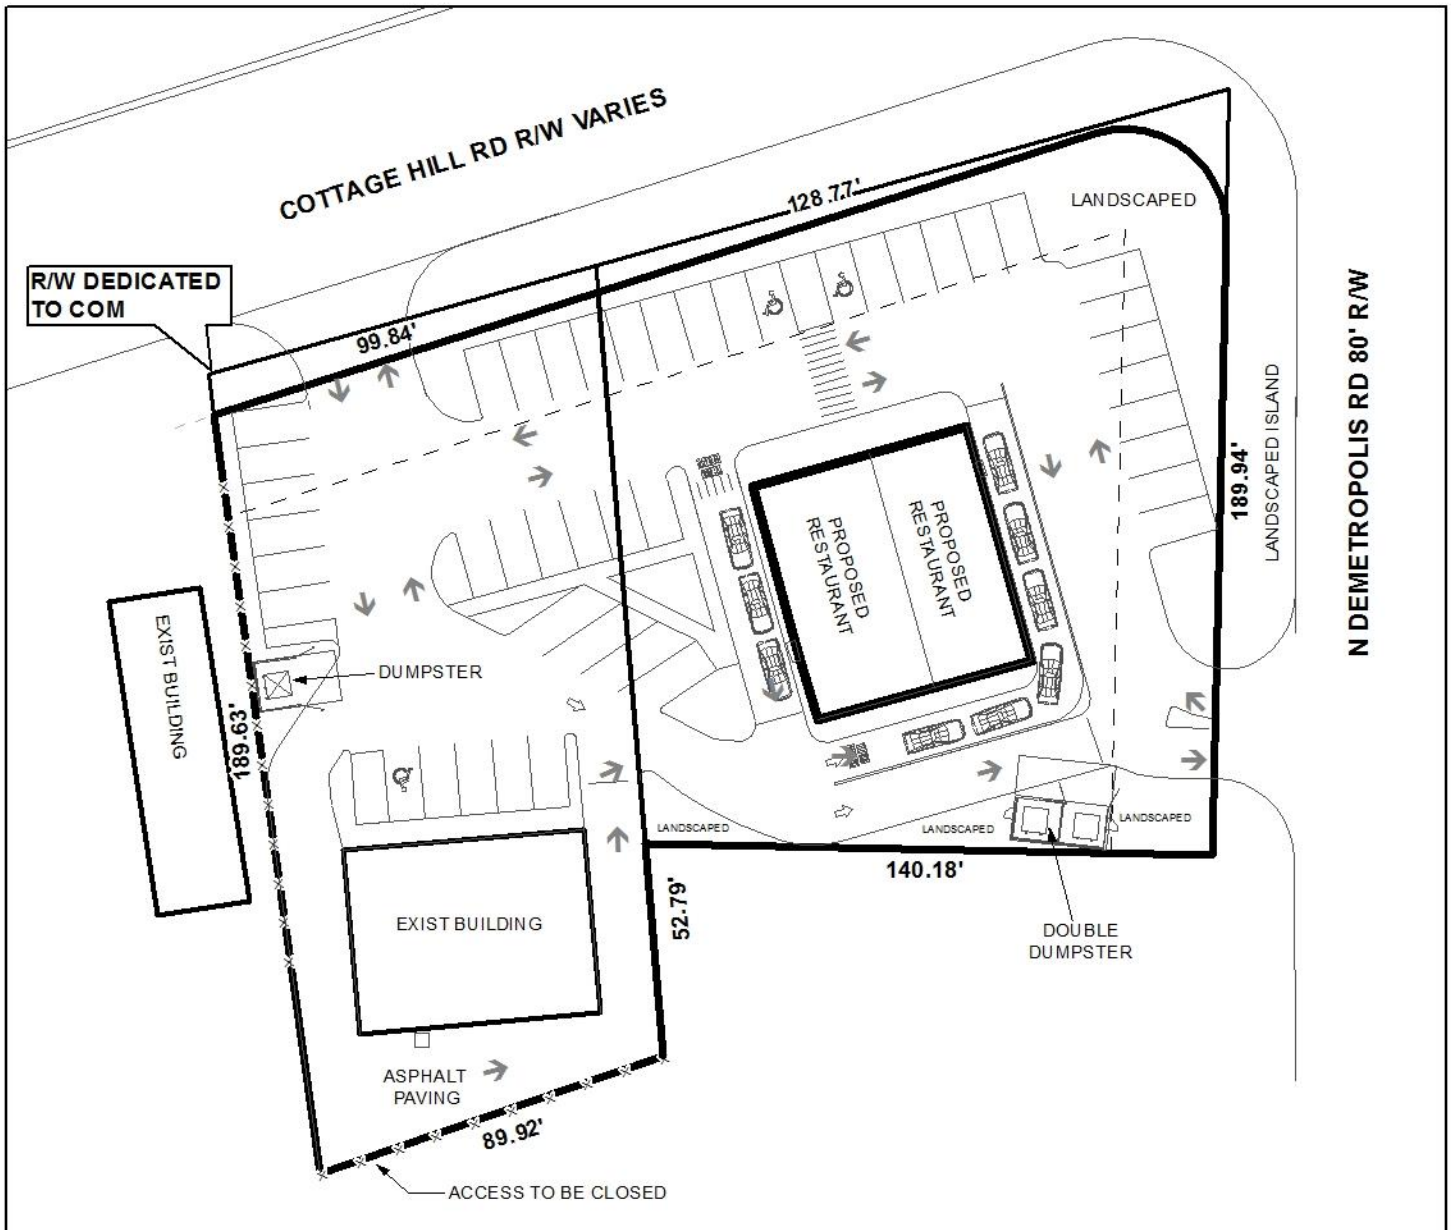 COTTAGE HILL RD R/W VARIES
128.77'
LANDSCAPED
R/W DEDICATED
TO COM
99.84'
N DEMETROPOLIS RD 80' R/W
LANDSCAPED ISLAND
189.94'
PROPOSED
RESTAURANT
PROPOSED
RESTAURANT
EXIST BUILDING
DUMPSTER
189.63'
LANDSCAPED
LANDSCAPED
LANDSCAPED
140.18'
EXIST BUILDING
52.79'
DOUBLE
DUMPSTER
ASPHALT
PAVING
89.92'
ACCESS TO BE CLOSED